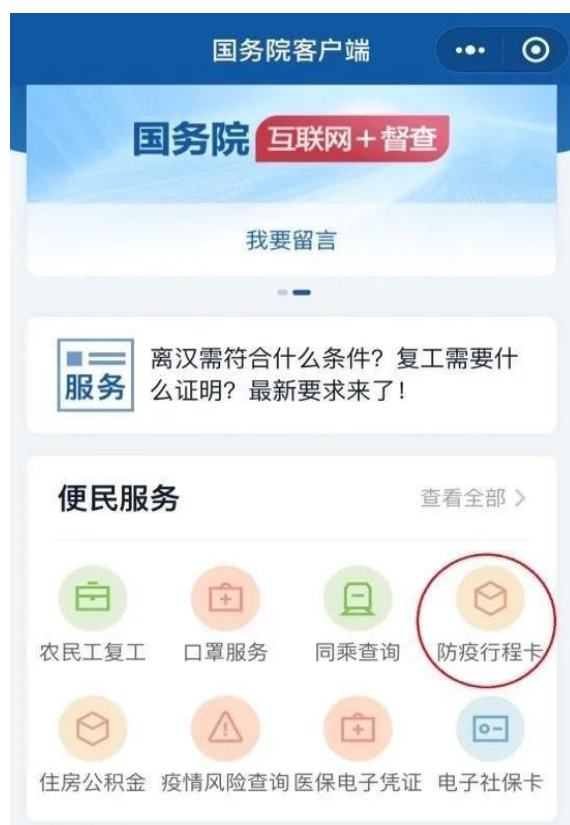 国务院客户端
国务院 互联网+督查
我要留言
服务
离汉需符合什么条件？复工需要什
么证明？最新要求来了！
便民服务 查看全部 >
农民工复工 口罩服务 同乘查询 防疫行程卡
住房公积金 疫情风险查询 医保电子凭证 电子社保卡